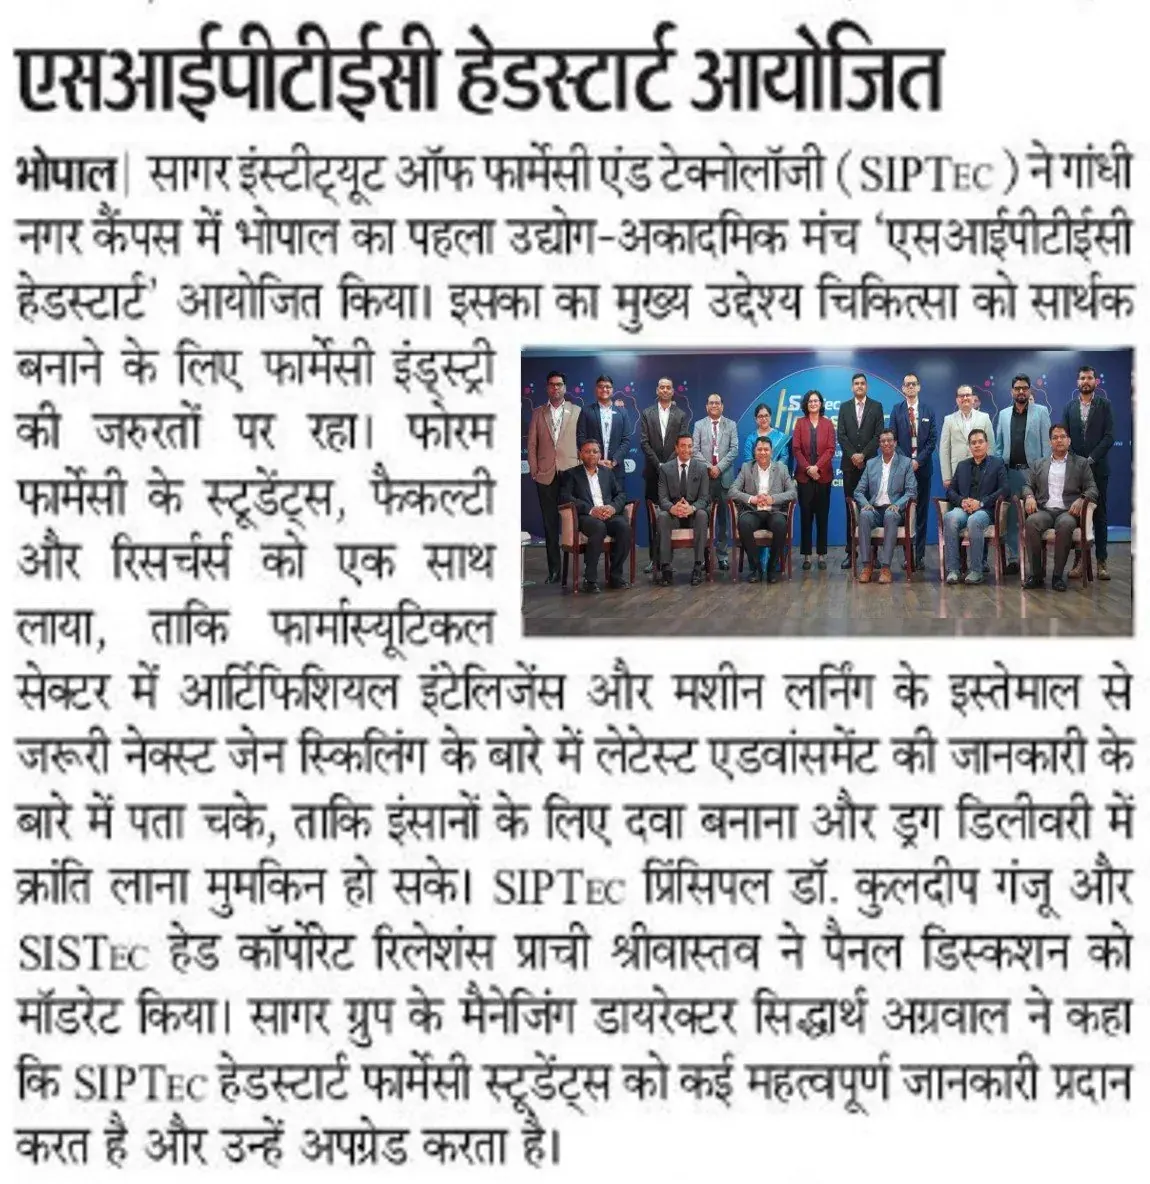 एसआईपीटीईसी हेडस्टार्ट आयोजित
भोपाल| सागर इंस्टीट्यूट ऑफ फार्मेसी एंड टेक्नोलॉजी (SIPTEC) ने गांधी
नगर कैंपस में भोपाल का पहला उद्योग-अकादमिक मंच ‘एसआईपीटीईसी
हेडस्टार्ट’ आयोजित किया। इसका का मुख्य उद्देश्य चिकित्सा को सार्थक
बनाने के लिए फार्मेसी इंड्स्ट्री
की जरुरतों पर रहा। फोरम
फार्मेसी के स्टूडेंट्स, फैकल्टी
और रिसर्चर्स को एक साथ
लाया, ताकि फार्मास्यूटिकल
सेक्टर में आर्टिफिशियल इंटेलिजेंस और मशीन लर्निंग के इस्तेमाल से
जरूरी नेक्स्ट जेन स्किलिंग के बारे में लेटेस्ट एडवांसमेंट की जानकारी के
बारे में पता चके, ताकि इंसानों के लिए दवा बनाना और ड्रग डिलीवरी में
क्रांति लाना मुमकिन हो सके। SIPTEC प्रिंसिपल डॉ. कुलदीप गंजू और
SISTEC हेड कॉर्पोरेट रिलेशंस प्राची श्रीवास्तव ने पैनल डिस्कशन को
मॉडरेट किया। सागर ग्रुप के मैनेजिंग डायरेक्टर सिद्धार्थ अग्रवाल ने कहा
कि SIPTEC हेडस्टार्ट फार्मेसी स्टूडेंट्स को कई महत्वपूर्ण जानकारी प्रदान
करत है और उन्हें अपग्रेड करता है।